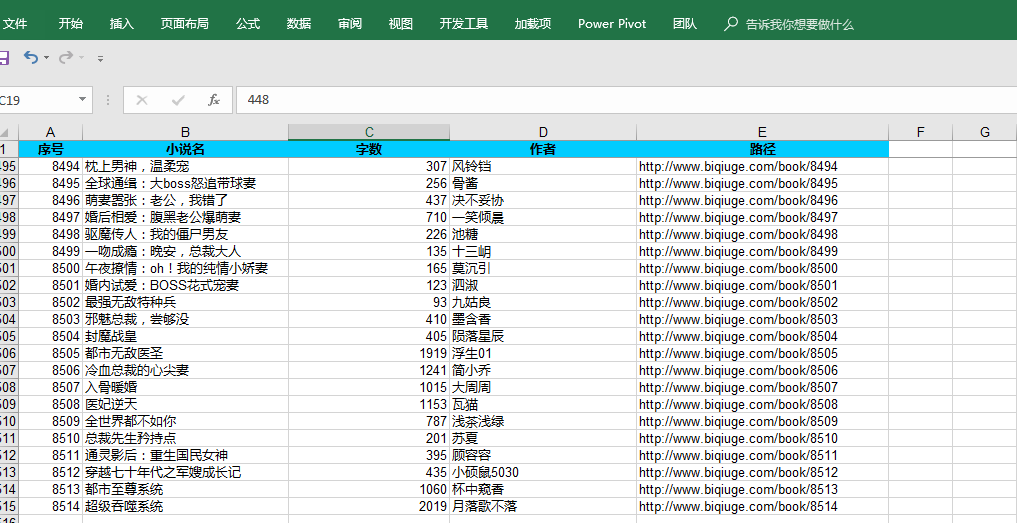 文件 开始 插入 页面布局 公式 数据 审阅 视图 开发工具 加载项 Power Pivot 团队 告诉我你想要做什么
C19 fx 448
A B C D E F G
1 序号 小说名 字数 作者 路径
495 8494 枕上男神，温柔宠 307 风铃铛 http://www.biqiuge.com/book/8494
496 8495 全球通缉：大boss怒追带球妻 256 骨酱 http://www.biqiuge.com/book/8495
497 8496 萌妻嚣张：老公，我错了 437 决不妥协 http://www.biqiuge.com/book/8496
498 8497 婚后相爱：腹黑老公爆萌妻 710 一笑倾晨 http://www.biqiuge.com/book/8497
499 8498 驱魔传人：我的僵尸男友 226 池糖 http://www.biqiuge.com/book/8498
500 8499 一吻成瘾：晚安，总裁大人 135 十三岄 http://www.biqiuge.com/book/8499
501 8500 午夜撩情：oh！我的纯情小娇妻 165 莫沉引 http://www.biqiuge.com/book/8500
502 8501 婚内试爱：BOSS花式宠妻 123 泗淑 http://www.biqiuge.com/book/8501
503 8502 最强无敌特种兵 93 九姑良 http://www.biqiuge.com/book/8502
504 8503 邪魅总裁，尝够没 410 墨含香 http://www.biqiuge.com/book/8503
505 8504 封魔战皇 405 陨落星辰 http://www.biqiuge.com/book/8504
506 8505 都市无敌医圣 1919 浮生01 http://www.biqiuge.com/book/8505
507 8506 冷血总裁的心尖妻 1241 简小乔 http://www.biqiuge.com/book/8506
508 8507 入骨暖婚 1015 大周周 http://www.biqiuge.com/book/8507
509 8508 医妃逆天 1153 瓦猫 http://www.biqiuge.com/book/8508
510 8509 全世界都不如你 787 浅茶浅绿 http://www.biqiuge.com/book/8509
511 8510 总裁先生矜持点 201 苏夏 http://www.biqiuge.com/book/8510
512 8511 通灵影后：重生国民女神 395 顾容容 http://www.biqiuge.com/book/8511
513 8512 穿越七十年代之军嫂成长记 435 小硕鼠5030 http://www.biqiuge.com/book/8512
514 8513 都市至尊系统 1060 杯中窥香 http://www.biqiuge.com/book/8513
515 8514 超级吞噬系统 2019 月落歌不落 http://www.biqiuge.com/book/8514